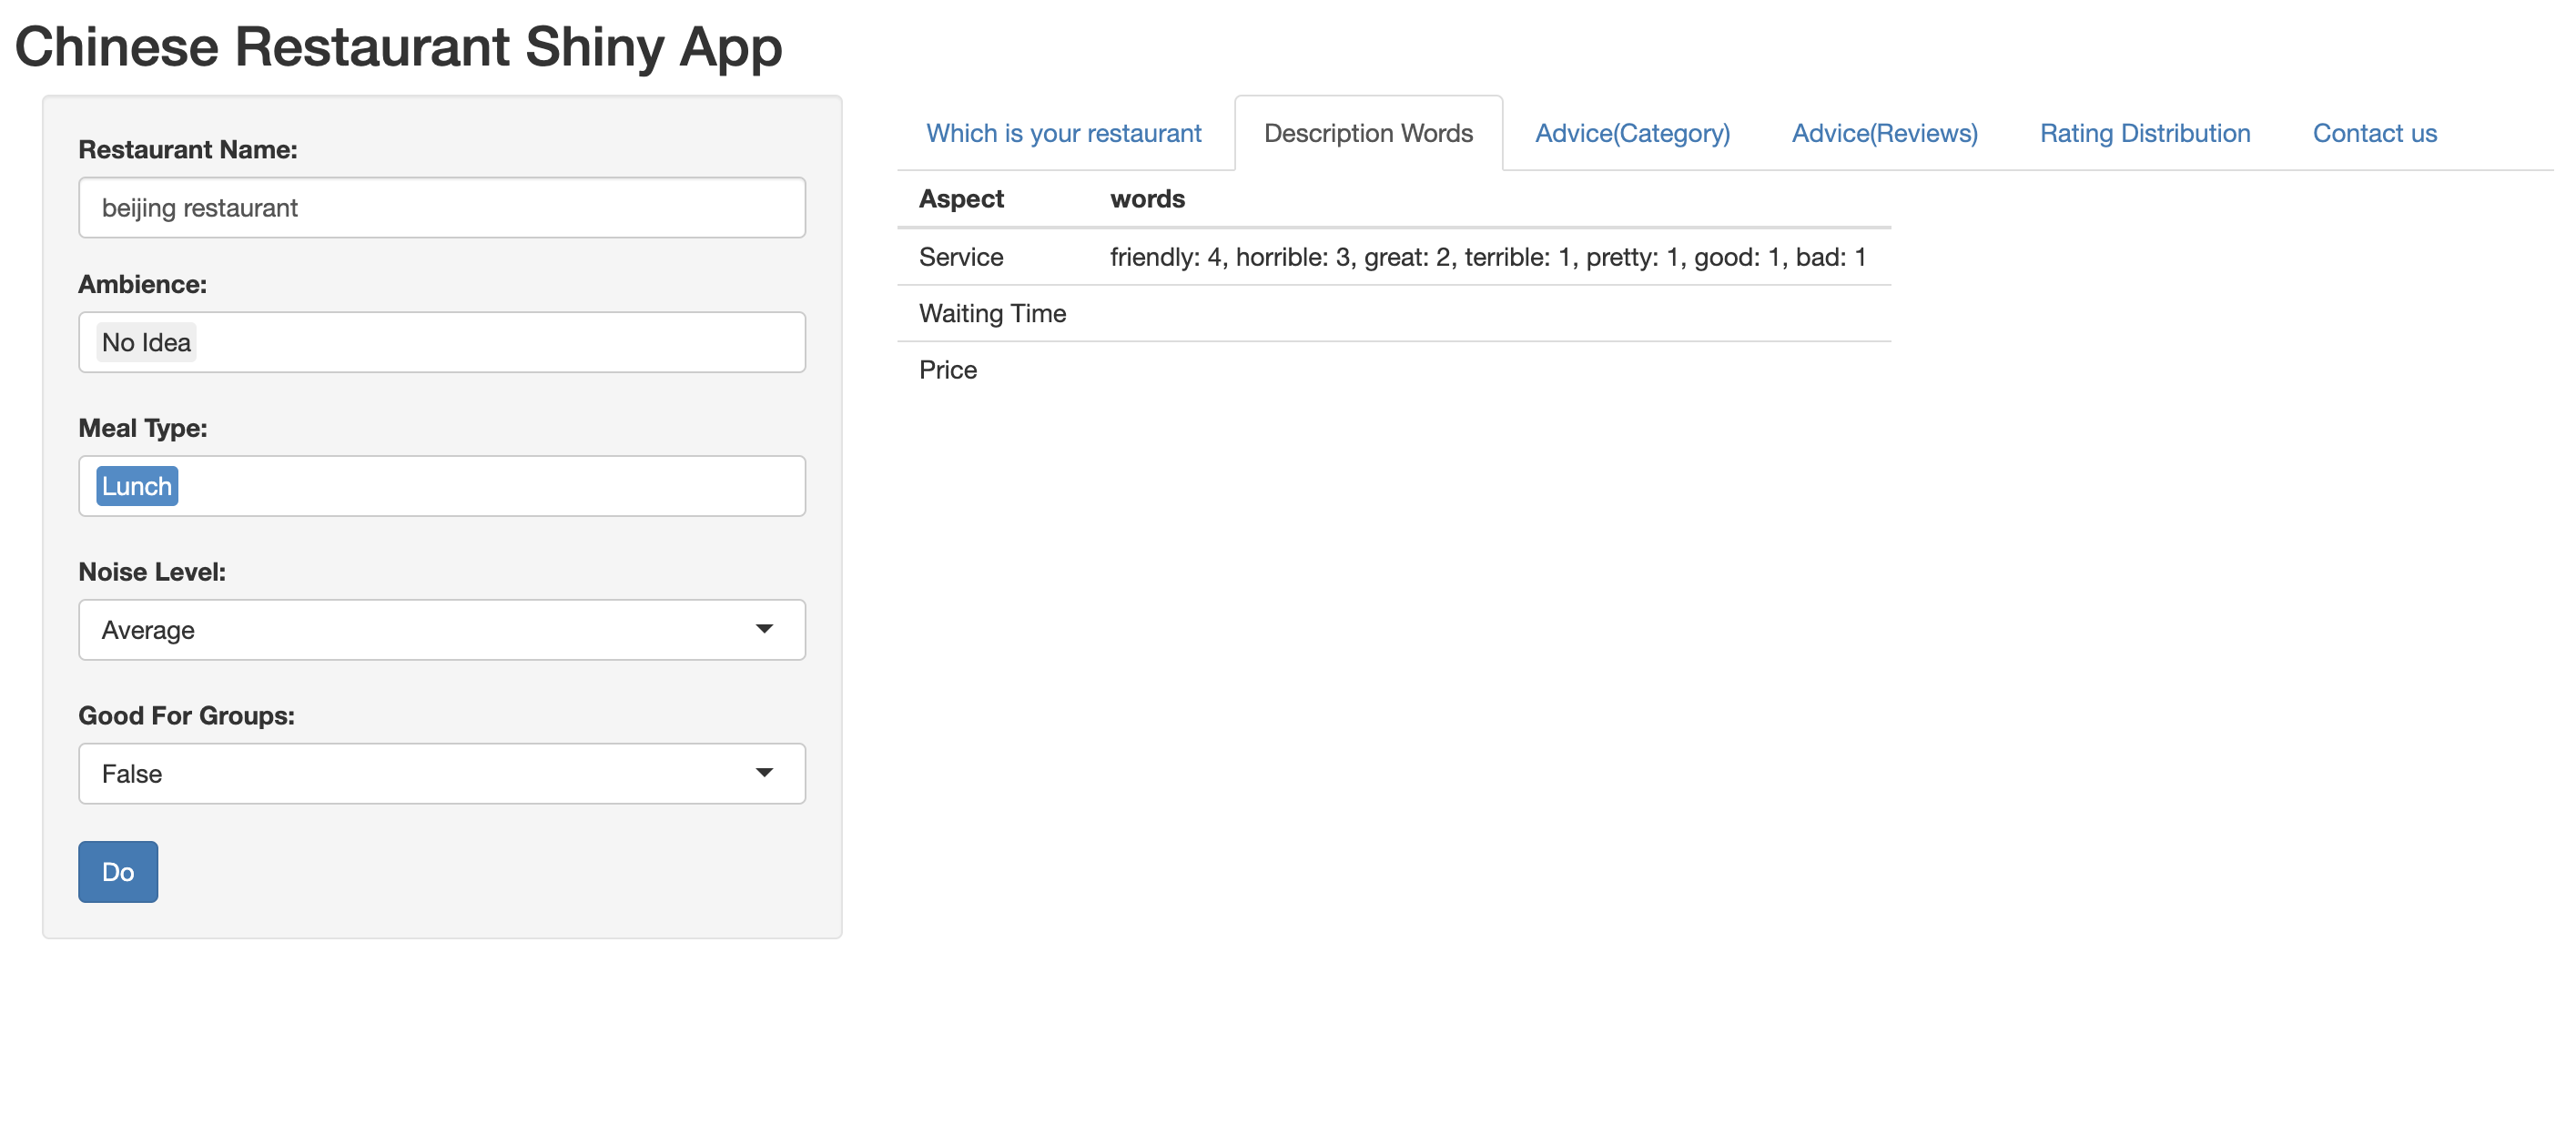 Chinese Restaurant Shiny App
Restaurant Name:
beijing restaurant
Ambience:
No Idea
Meal Type:
Lunch
Noise Level:
Average
Good For Groups:
False
Do
Which is your restaurant Description Words Advice(Category) Advice(Reviews) Rating Distribution Contact us
Aspect words
Service friendly: 4, horrible: 3, great: 2, terrible: 1, pretty: 1, good: 1, bad: 1
Waiting Time
Price